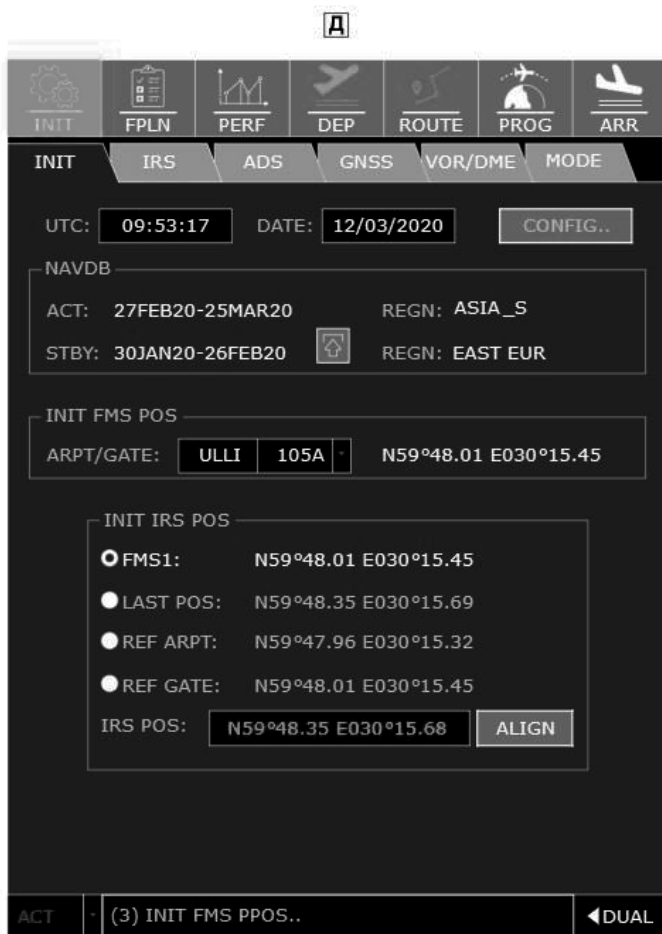 Д
INIT FPLN PERF DEP ROUTE PROG ARR
INIT IRS ADS GNSS VOR/DME MODE
UTC: 09:53:17 DATE: 12/03/2020 CONFIG..
NAVDB
ACT: 27FEB20-25MAR20 REGN: ASIA_S
STBY: 30JAN20-26FEB20 REGN: EAST EUR
INIT FMS POS
ARPT/GATE: ULLI 105A N59°48.01 E030°15.45
INIT IRS POS
FMS1: N59°48.01 E030°15.45
LAST POS: N59°48.35 E030°15.69
REF ARPT: N59°47.96 E030°15.32
REF GATE: N59°48.01 E030°15.45
IRS POS: N59°48.35 E030°15.68 ALIGN
ACT (3) INIT FMS PPOS.. DUAL